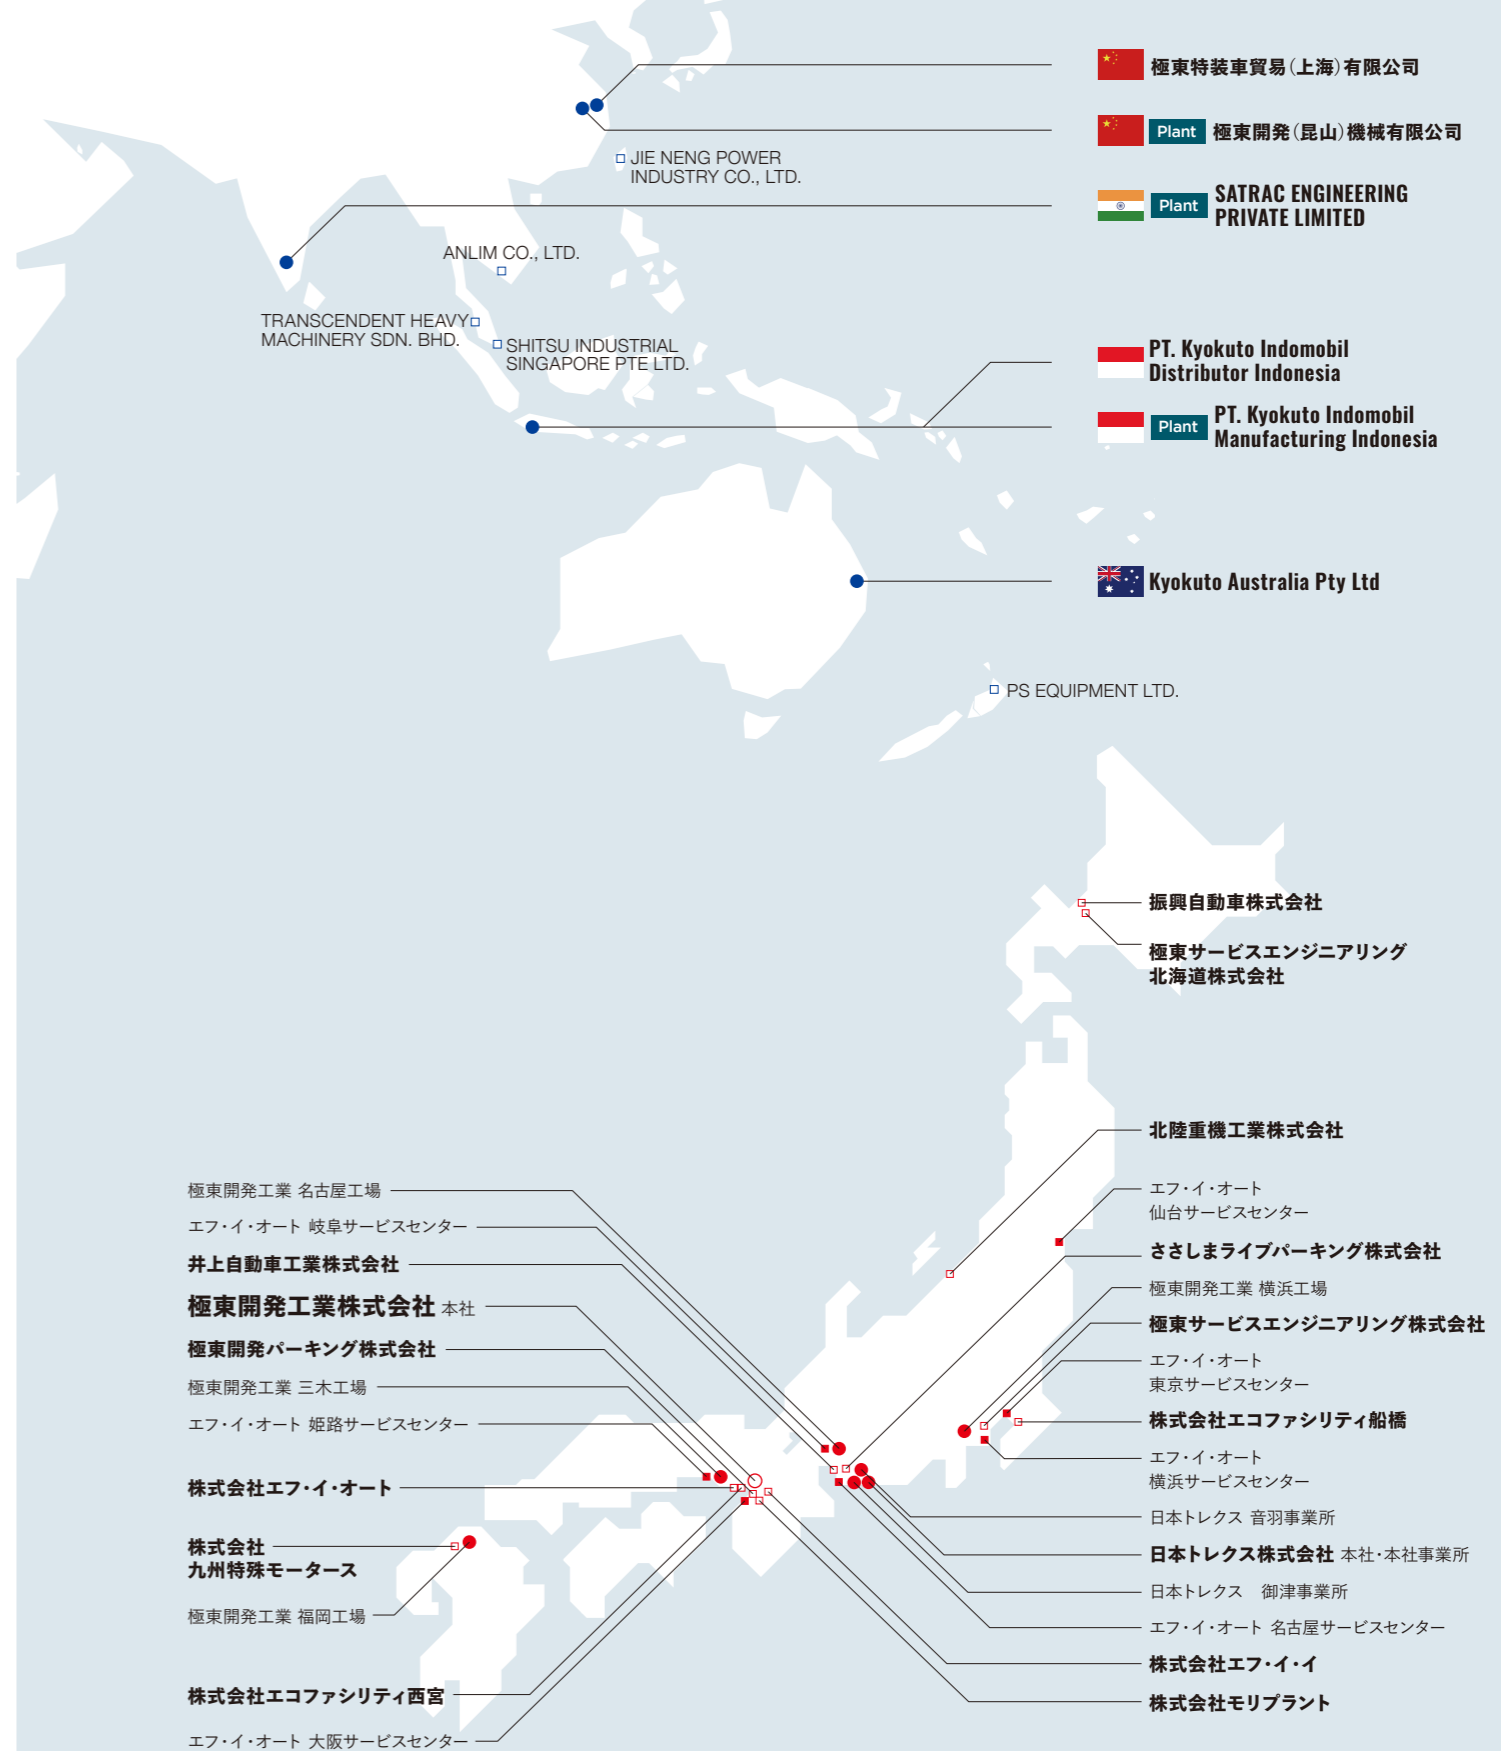 極東特装車貿易（上海）有限公司
Plant 極東開発（昆山）機械有限公司
JIE NENG POWER
INDUSTRY CO., LTD.
Plant SATRAC ENGINEERING
PRIVATE LIMITED
ANLIM CO., LTD.
TRANSCENDENT HEAVY
MACHINERY SDN. BHD.
SHITSU INDUSTRIAL
SINGAPORE PTE LTD.
PT. Kyokuto Indomobil
Distributor Indonesia
Plant PT. Kyokuto Indomobil
Manufacturing Indonesia
Kyokuto Australia Pty Ltd
PS EQUIPMENT LTD.
振興自動車株式会社
極東サービスエンジニアリング
北海道株式会社
北陸重機工業株式会社
エフ・イ・オート
仙台サービスセンター
ささしまライブパーキング株式会社
極東開発工業 横浜工場
極東サービスエンジニアリング株式会社
エフ・イ・オート
東京サービスセンター
株式会社エコファシリティ船橋
エフ・イ・オート
横浜サービスセンター
日本トレクス 音羽事業所
日本トレクス株式会社 本社・本社事業所
日本トレクス　御津事業所
エフ・イ・オート 名古屋サービスセンター
株式会社エフ・イ・イ
株式会社モリプラント
極東開発工業 名古屋工場
エフ・イ・オート 岐阜サービスセンター
井上自動車工業株式会社
極東開発工業株式会社 本社
極東開発パーキング株式会社
極東開発工業 三木工場
エフ・イ・オート 姫路サービスセンター
株式会社エフ・イ・オート
株式会社
九州特殊モータース
極東開発工業 福岡工場
株式会社エコファシリティ西宮
エフ・イ・オート 大阪サービスセンター